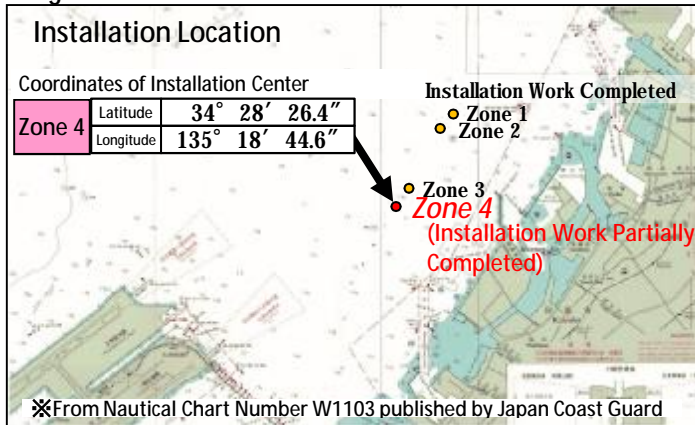 Installation Location
Coordinates of Installation Center
Zone 4
Latitude 34° 28′ 26.4″
Longitude 135° 18′ 44.6″
Installation Work Completed
Zone 1
Zone 2
Zone 3
Zone 4
(Installation Work Partially
Completed)
※From Nautical Chart Number W1103 published by Japan Coast Guard